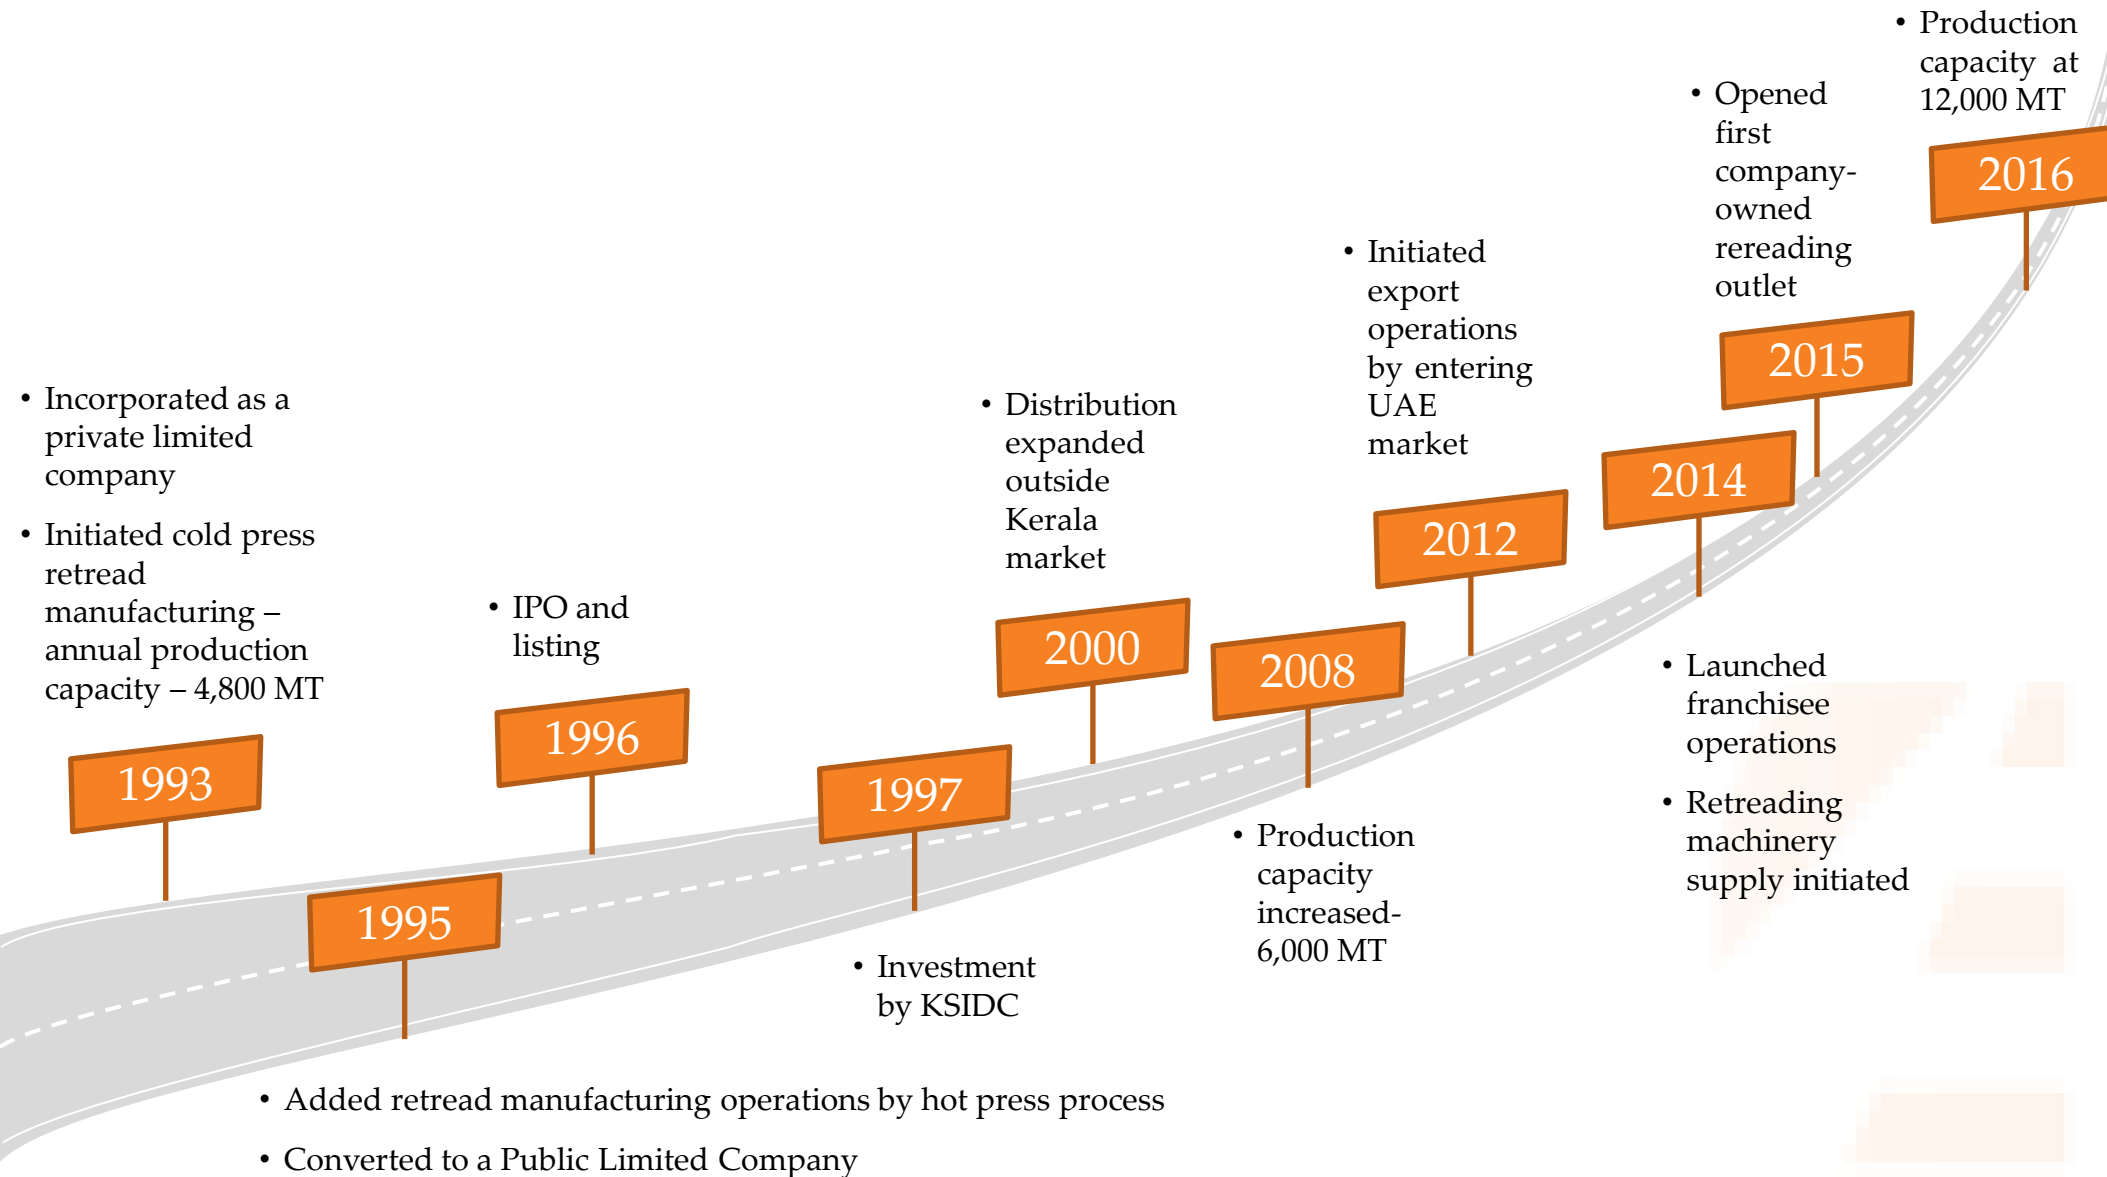 • Incorporated as a
private limited
company
• Initiated cold press
retread
manufacturing –
annual production
capacity – 4,800 MT
1993
1995
• Added retread manufacturing operations by hot press process
• Converted to a Public Limited Company
• IPO and
listing
1996
1997
• Investment
by KSIDC
• Distribution
expanded
outside
Kerala
market
2000
2008
• Production
capacity
increased-
6,000 MT
• Initiated
export
operations
by entering
UAE
market
2012
2014
• Launched
franchisee
operations
• Retreading
machinery
supply initiated
• Opened
first
company-
owned
rereading
outlet
2015
• Production
capacity at
12,000 MT
2016